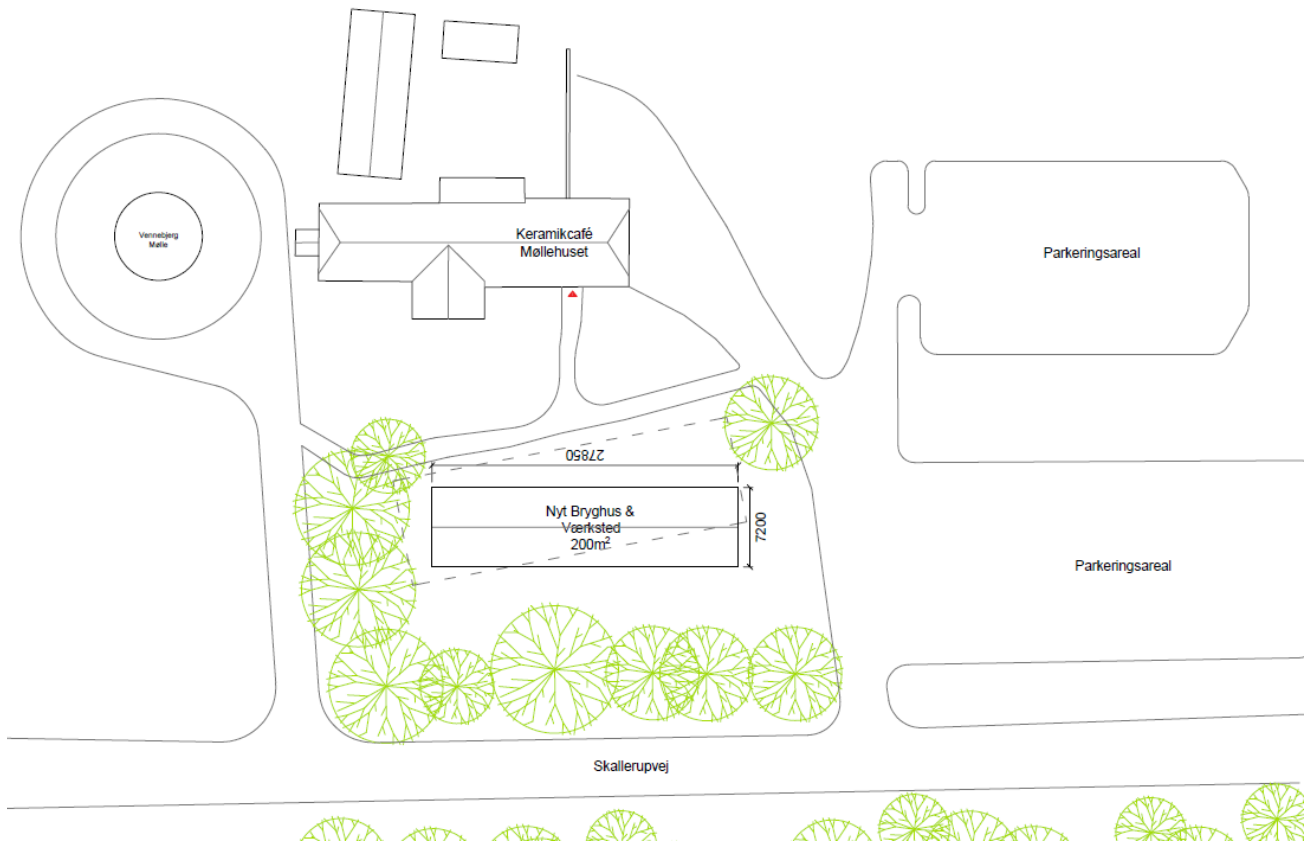 Vennebjerg
Mølle
Keramikcafé
Møllehuset
Parkeringsareal
27850
Nyt Bryghus &
Værksted
200m²
7200
Parkeringsareal
Skallerupvej